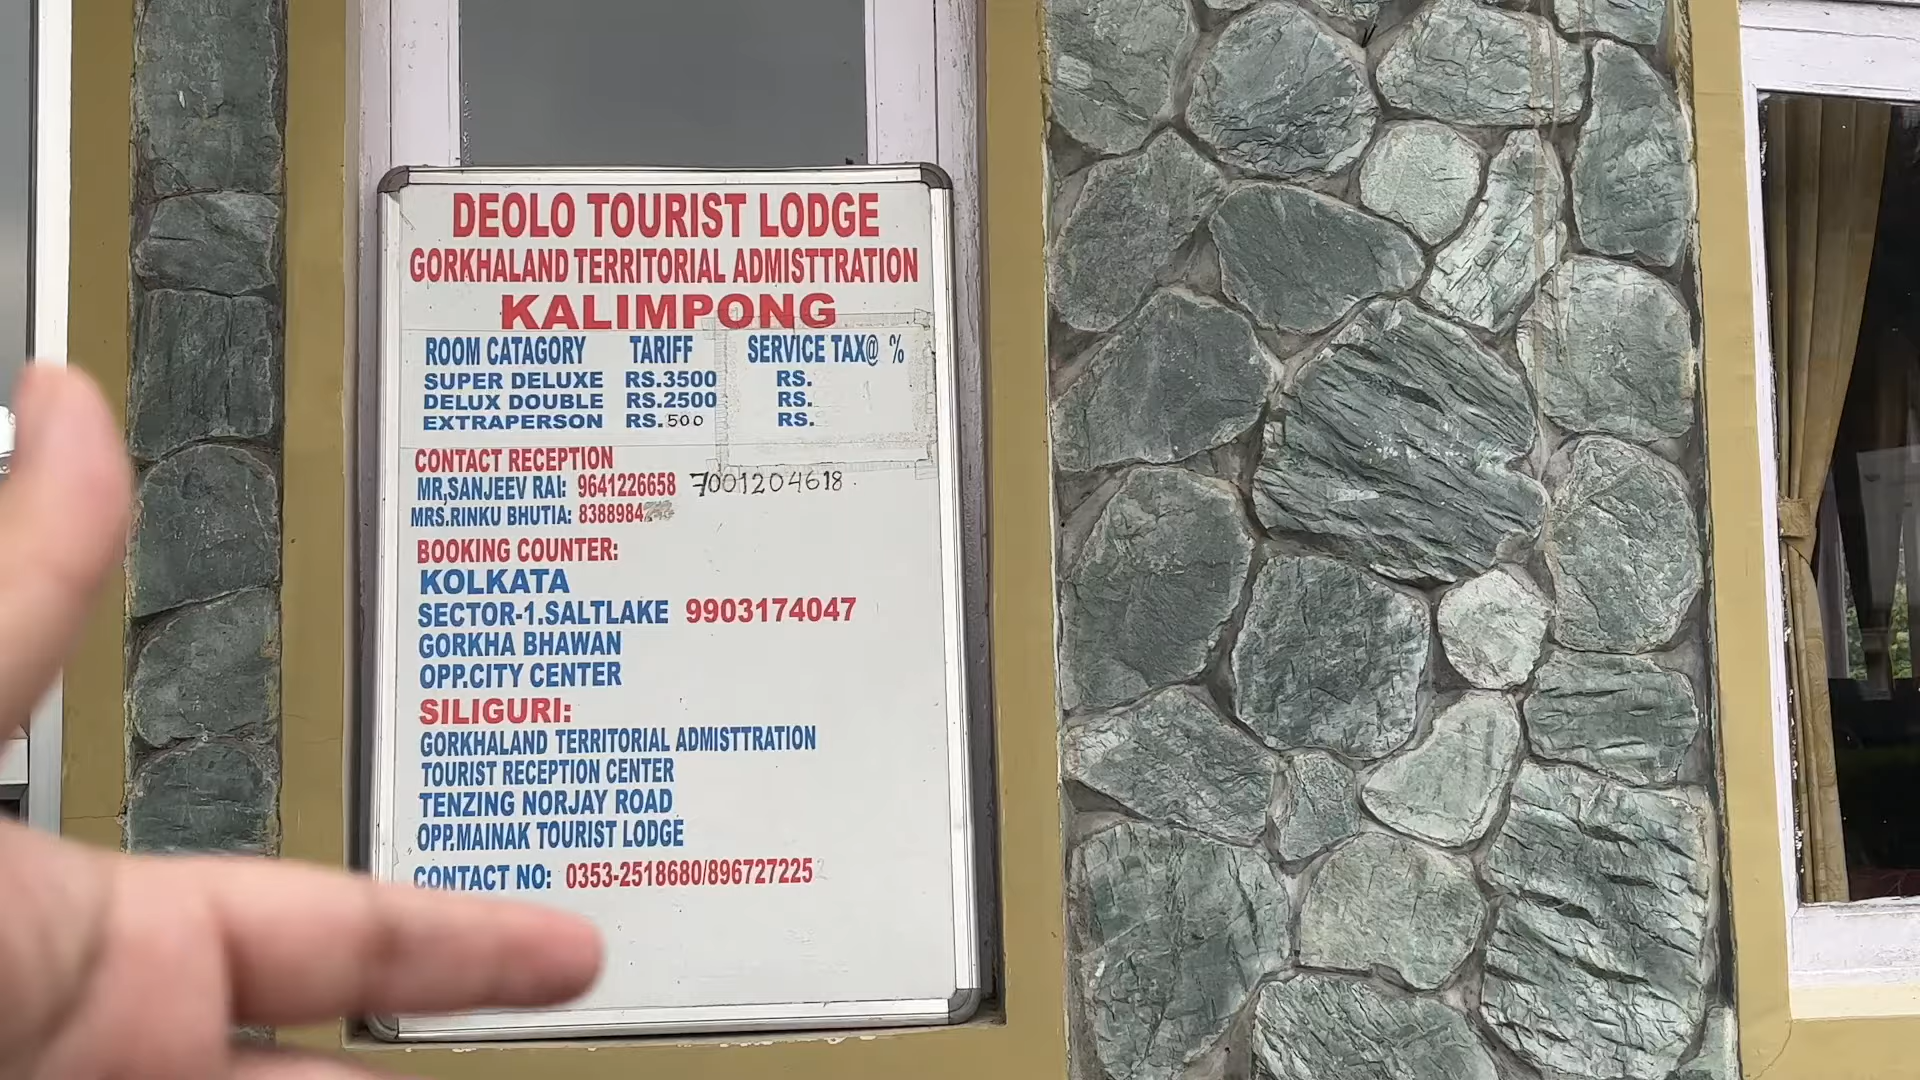 DEOLO TOURIST LODGE
GORKHALAND TERRITORIAL ADMISTTRATION
KALIMPONG
ROOM CATAGORY TARIFF SERVICE TAX@ %
SUPER DELUXE RS.3500 RS.
DELUX DOUBLE RS.2500 RS.
EXTRAPERSON RS.500 RS.
CONTACT RECEPTION
MR,SANJEEV RAI: 9641226658 7001204618.
MRS.RINKU BHUTIA: 8388984
BOOKING COUNTER:
KOLKATA
SECTOR-1.SALTLAKE 9903174047
GORKHA BHAWAN
OPP.CITY CENTER
SILIGURI:
GORKHALAND TERRITORIAL ADMISTTRATION
TOURIST RECEPTION CENTER
TENZING NORJAY ROAD
OPP.MAINAK TOURIST LODGE
CONTACT NO: 0353-2518680/896727225